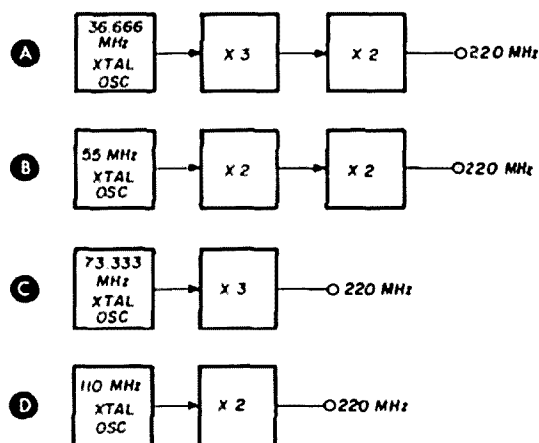 A
36.666
MHz
XTAL
OSC
X 3
X 2
220 MHz
B
55 MHz
XTAL
OSC
X 2
X 2
220 MHz
C
73.333
MHz
XTAL
OSC
X 3
220 MHz
D
110 MHz
XTAL
OSC
X 2
220 MHz